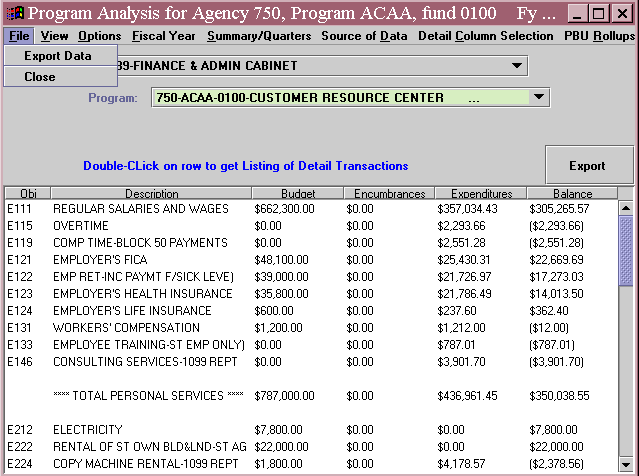 Program Analysis for Agency 750, Program ACAA, fund 0100 Fy ...
File View Options Fiscal Year Summary/Quarters Source of Data Detail Column Selection PBU Rollups
Export Data
Close
39-FINANCE & ADMIN CABINET
Program: 750-ACAA-0100-CUSTOMER RESOURCE CENTER ...
Double-CLick on row to get Listing of Detail Transactions
Export
Obj Description Budget Encumbrances Expenditures Balance
E111 REGULAR SALARIES AND WAGES $662,300.00 $0.00 $357,034.43 $305,265.57
E115 OVERTIME $0.00 $0.00 $2,293.66 ($2,293.66)
E119 COMP TIME-BLOCK 50 PAYMENTS $0.00 $0.00 $2,551.28 ($2,551.28)
E121 EMPLOYER'S FICA $48,100.00 $0.00 $25,430.31 $22,669.69
E122 EMP RET-INC PAYMT F/SICK LEVE) $39,000.00 $0.00 $21,726.97 $17,273.03
E123 EMPLOYER'S HEALTH INSURANCE $35,800.00 $0.00 $21,786.49 $14,013.50
E124 EMPLOYER'S LIFE INSURANCE $600.00 $0.00 $237.60 $362.40
E131 WORKERS' COMPENSATION $1,200.00 $0.00 $1,212.00 ($12.00)
E133 EMPLOYEE TRAINING-ST EMP ONLY) $0.00 $0.00 $787.01 ($787.01)
E146 CONSULTING SERVICES-1099 REPT $0.00 $0.00 $3,901.70 ($3,901.70)
**** TOTAL PERSONAL SERVICES **** $787,000.00 $0.00 $436,961.45 $350,038.55
E212 ELECTRICITY $7,800.00 $0.00 $0.00 $7,800.00
E222 RENTAL OF ST OWN BLD&LND-ST AG $22,000.00 $0.00 $0.00 $22,000.00
E224 COPY MACHINE RENTAL-1099 REPT $1,800.00 $0.00 $4,178.57 ($2,378.56)